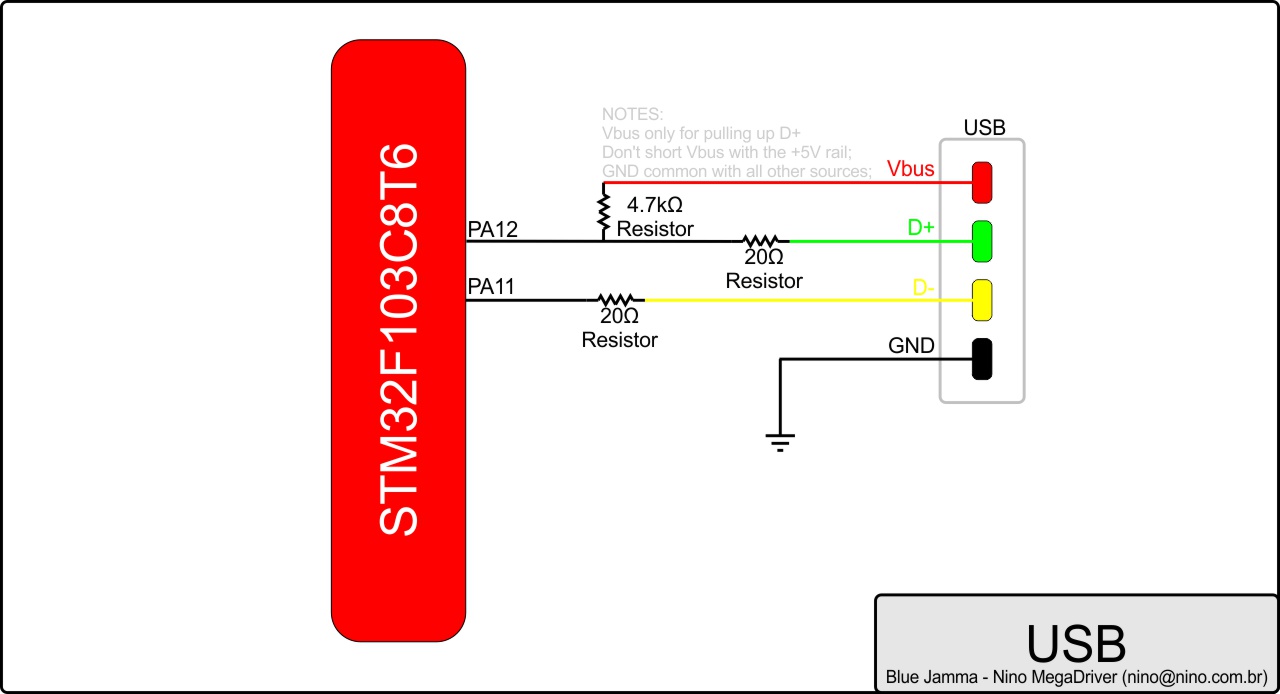 NOTES:
Vbus only for pulling up D+
Don't short Vbus with the +5V rail;
GND common with all other sources;
USB
Vbus
4.7kΩ
Resistor
PA12
D+
20Ω
Resistor
PA11
D-
20Ω
Resistor
GND
STM32F103C8T6
USB
Blue Jamma - Nino MegaDriver (nino@nino.com.br)